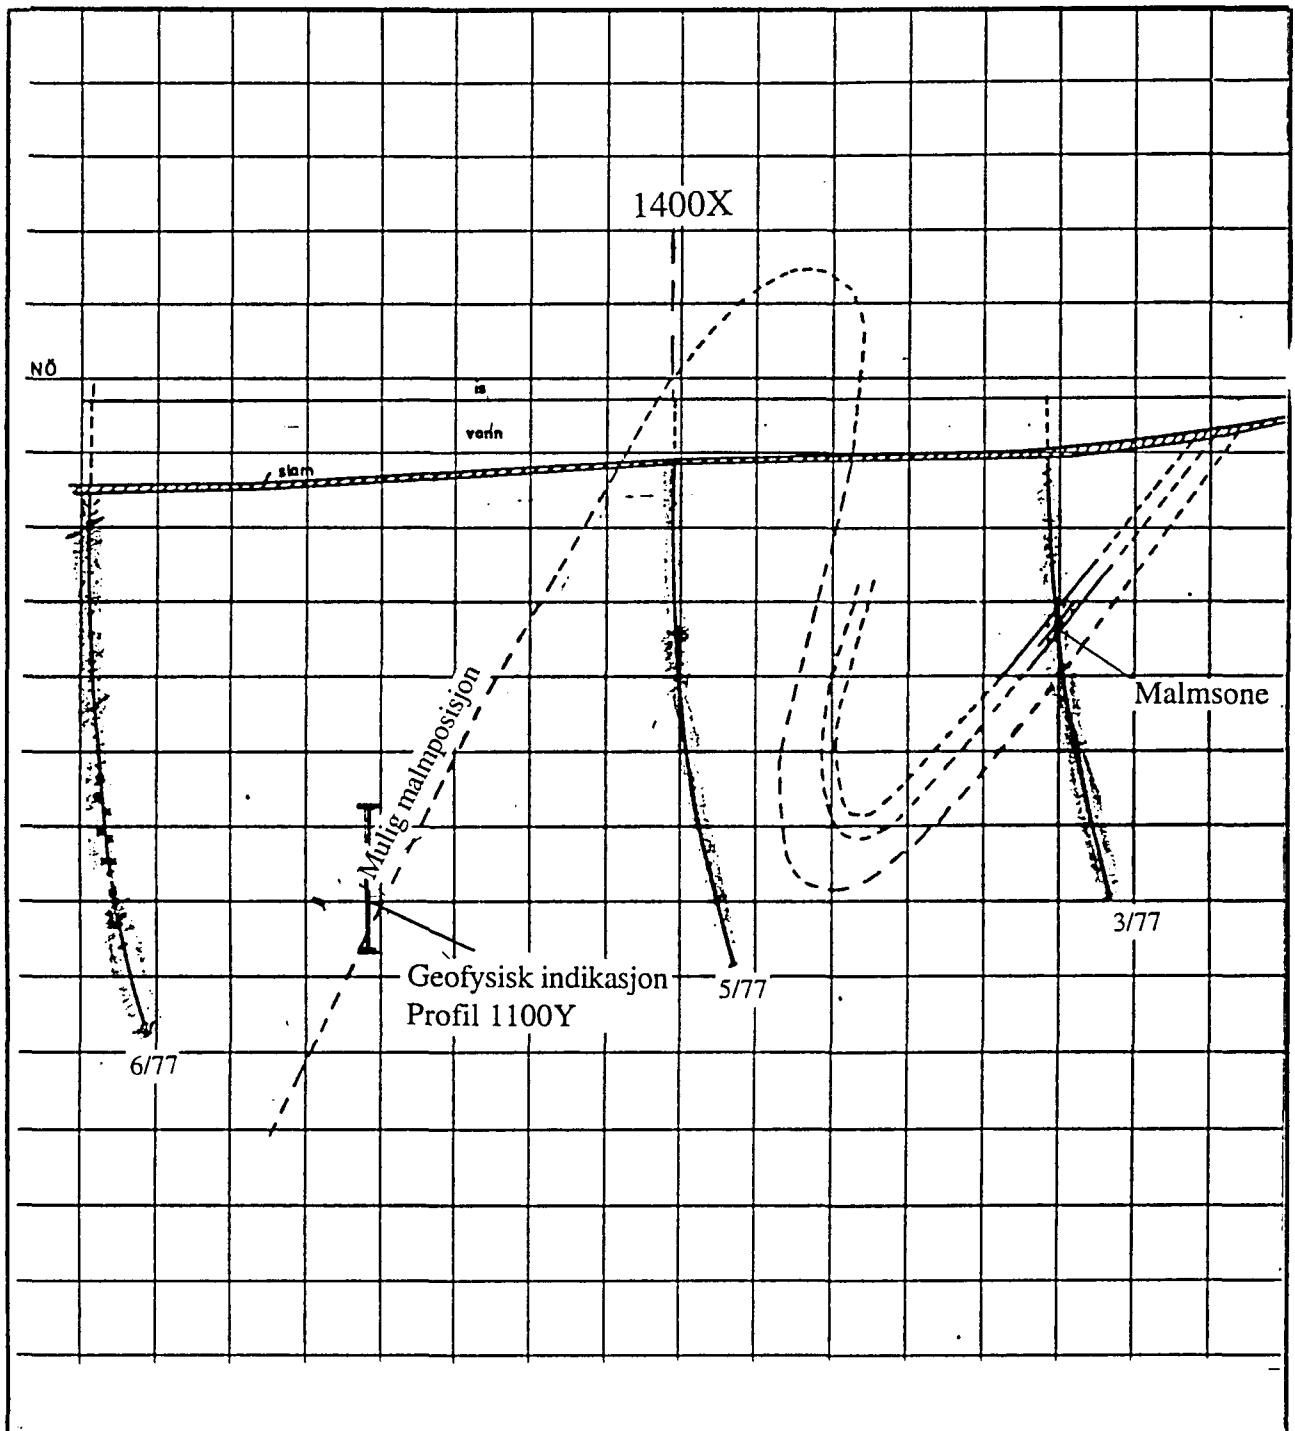 1400X
NÖ
is
vann
slam
Mulig malmposisjon
Malmsone
3/77
Geofysisk indikasjon
Profil 1100Y
5/77
6/77